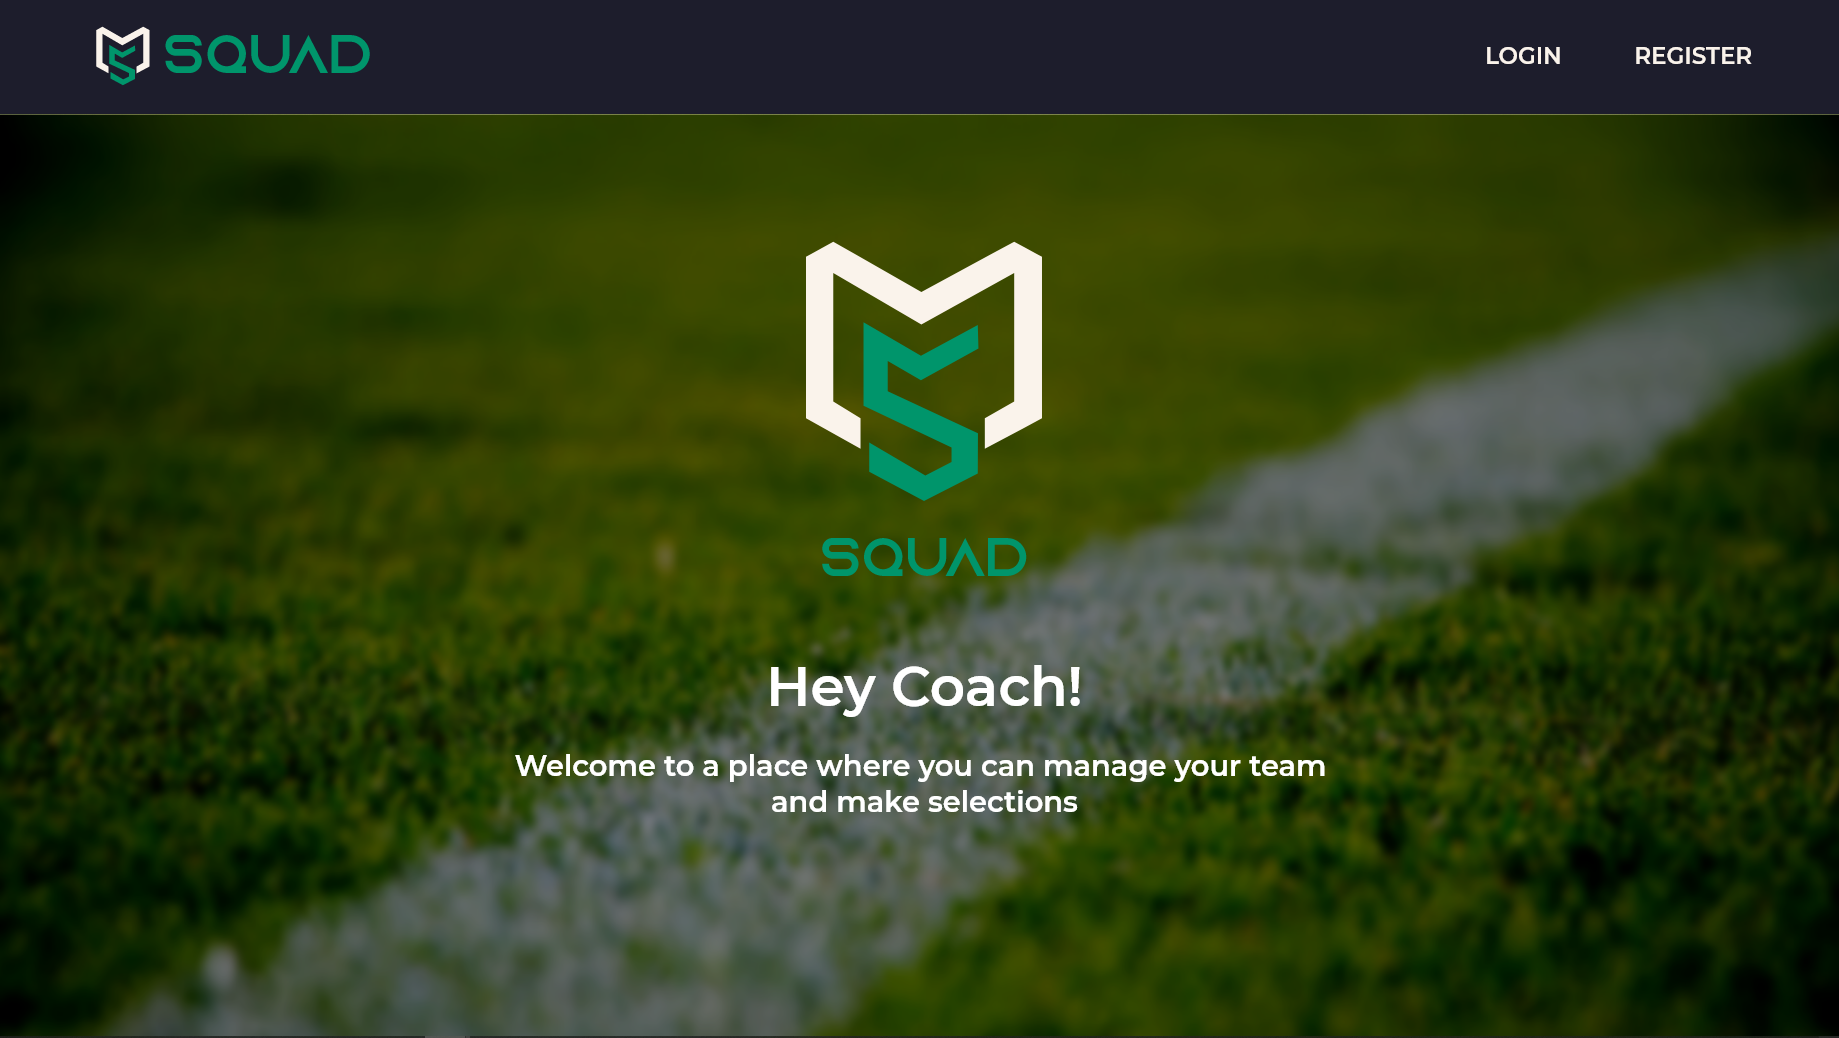 SQUAD
LOGIN
REGISTER
SQUAD
Hey Coach!
Welcome to a place where you can manage your team
and make selections